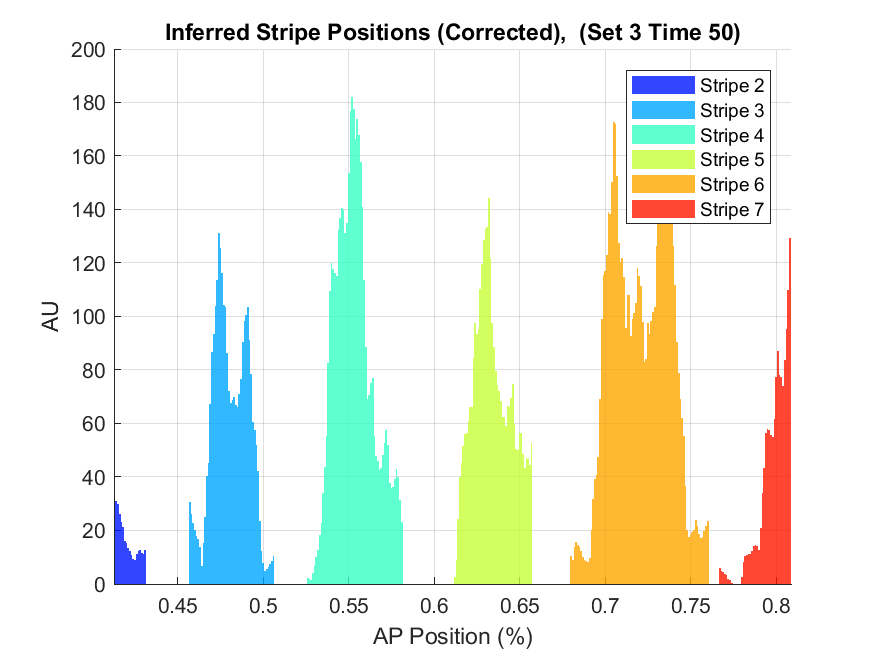 Inferred Stripe Positions (Corrected),  (Set 3 Time 50)
200
180
160
140
120
100
80
60
40
20
0
AU
Stripe 2
Stripe 3
Stripe 4
Stripe 5
Stripe 6
Stripe 7
0.45 0.5 0.55 0.6 0.65 0.7 0.75 0.8
AP Position (%)